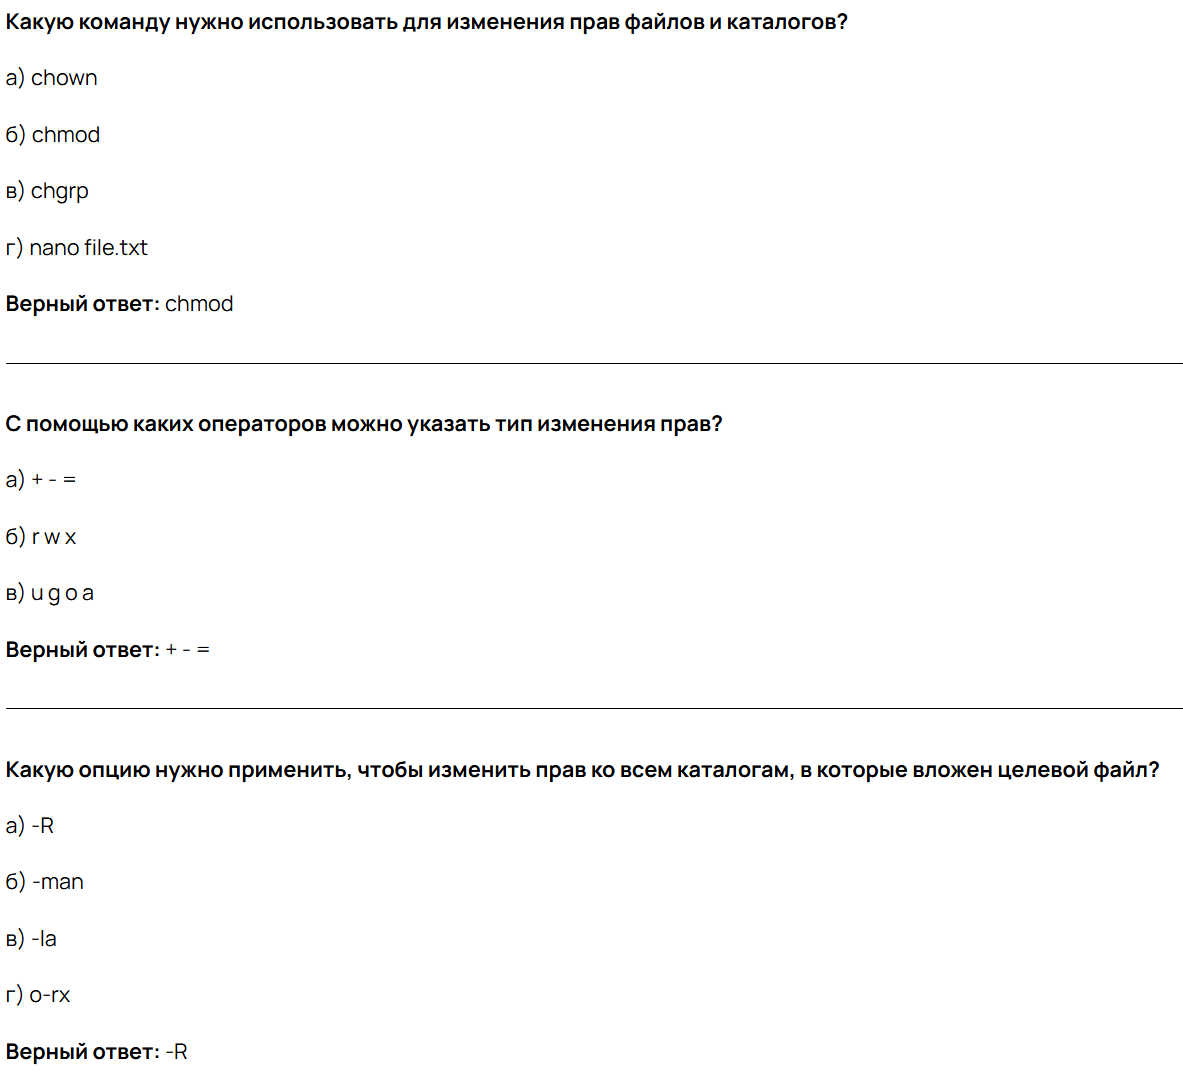 Какую команду нужно использовать для изменения прав файлов и каталогов?
а) chown
б) chmod
в) chgrp
г) nano file.txt
Верный ответ: chmod
С помощью каких операторов можно указать тип изменения прав?
а) + - =
б) r w x
в) u g o a
Верный ответ: + - =
Какую опцию нужно применить, чтобы изменить прав ко всем каталогам, в которые вложен целевой файл?
а) -R
б) -man
в) -la
г) o-rx
Верный ответ: -R